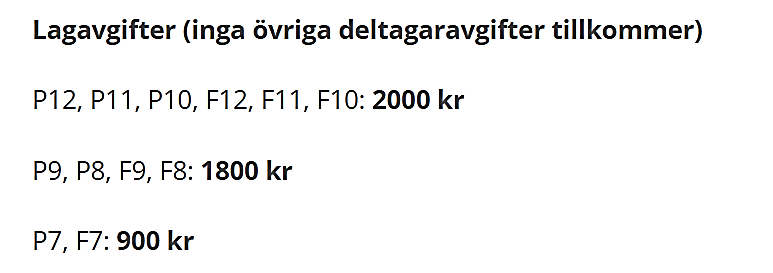 Lagavgifter (inga övriga deltagaravgifter tillkommer)
P12, P11, P10, F12, F11, F10: 2000 kr
P9, P8, F9, F8: 1800 kr
P7, F7: 900 kr